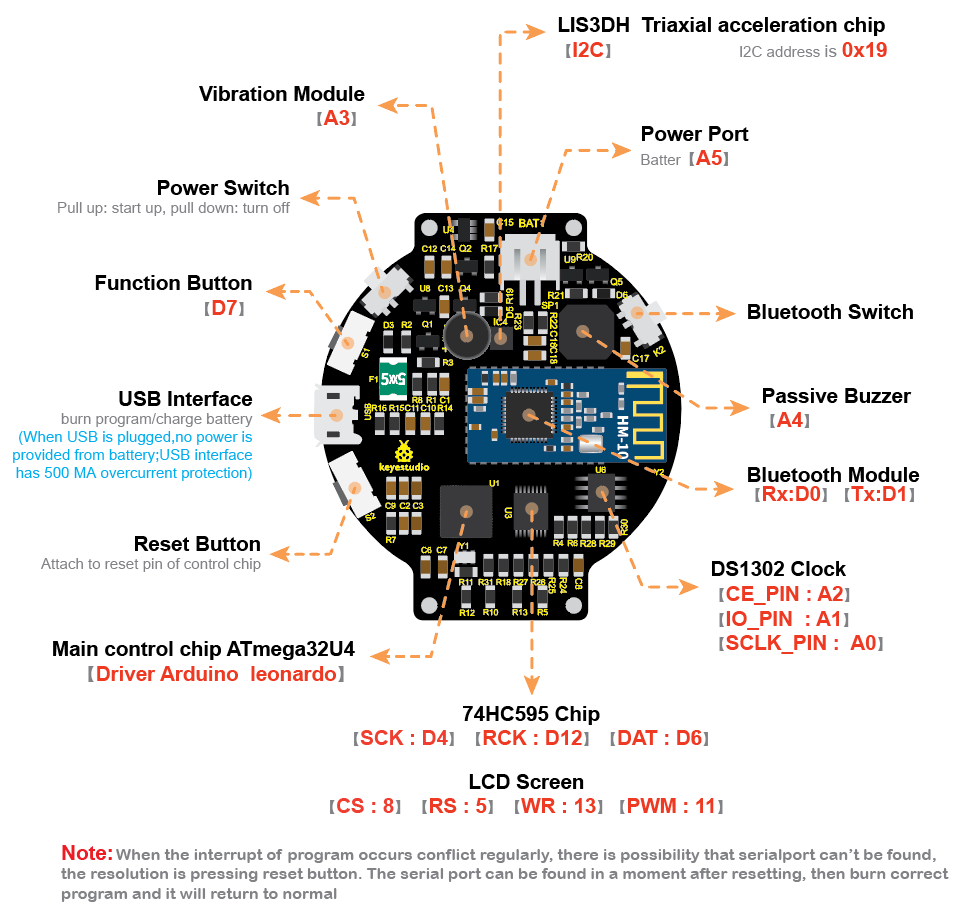 LIS3DH Triaxial acceleration chip
【I2C】 I2C address is 0x19
Vibration Module
【A3】
Power Port
Batter 【A5】
Power Switch
Pull up: start up, pull down: turn off
Function Button
【D7】
Bluetooth Switch
USB Interface
burn program/charge battery
(When USB is plugged,no power is
provided from battery;USB interface
has 500 MA overcurrent protection)
Passive Buzzer
【A4】
Bluetooth Module
【Rx:D0】 【Tx:D1】
Reset Button
Attach to reset pin of control chip
DS1302 Clock
【CE_PIN : A2】
【IO_PIN : A1】
【SCLK_PIN : A0】
Main control chip ATmega32U4
【Driver Arduino leonardo】
U4 C15 BAT1
C12 C14 Q2 R17 U9 R20
Q5
U8 C13 Q4 R19 D5 SP1 R21 D6
D3 R2 Q1 IC4 R23 R22 C16 C18 K2
S1 R3 C17
F1 5x5 R8 R1 C1
USB R16 R15 C11 C10 R14 HM-10
keyestudio Y2
S2 U1 U6
C9 C2 C3 U3
R7 Y1 R4 R6 R28 R29 R30
C6 C7 R11 R31 R18 R27 R26 R25 R24 C8
R12 R10 R13 R5
74HC595 Chip
【SCK : D4】 【RCK : D12】 【DAT : D6】
LCD Screen
【CS : 8】 【RS : 5】 【WR : 13】 【PWM : 11】
Note: When the interrupt of program occurs conflict regularly, there is possibility that serialport can't be found,
the resolution is pressing reset button. The serial port can be found in a moment after resetting, then burn correct
program and it will return to normal